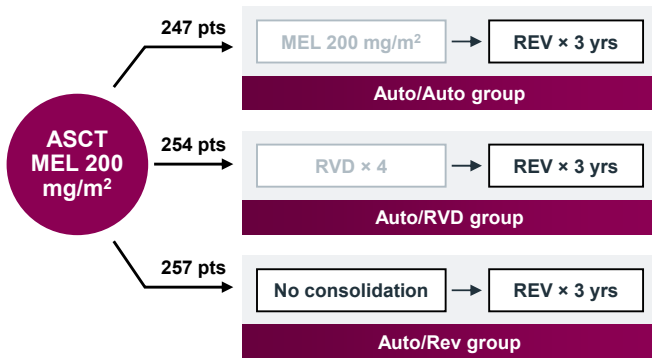 247 pts
MEL 200 mg/m²
REV × 3 yrs
Auto/Auto group
ASCT
MEL 200
mg/m²
254 pts
RVD × 4
REV × 3 yrs
Auto/RVD group
257 pts
No consolidation
REV × 3 yrs
Auto/Rev group